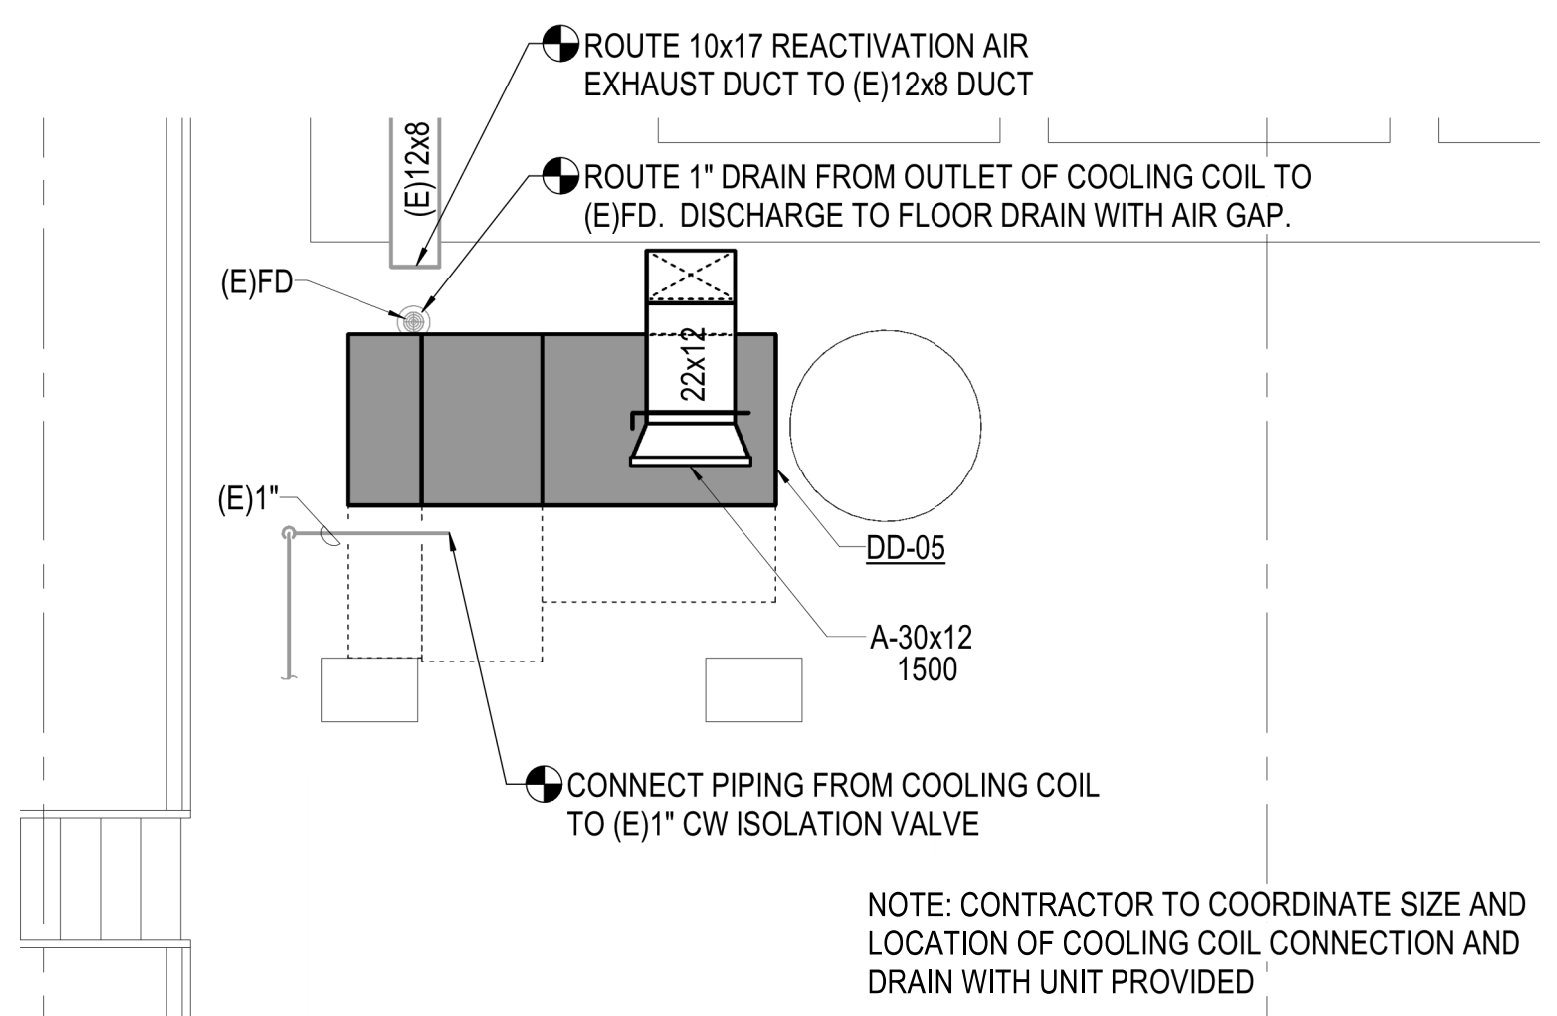 ROUTE 10x17 REACTIVATION AIR
EXHAUST DUCT TO (E)12x8 DUCT
(E)12x8
ROUTE 1" DRAIN FROM OUTLET OF COOLING COIL TO
(E)FD. DISCHARGE TO FLOOR DRAIN WITH AIR GAP.
(E)FD
22x12
(E)1"
DD-05
A-30x12
1500
CONNECT PIPING FROM COOLING COIL
TO (E)1" CW ISOLATION VALVE
NOTE: CONTRACTOR TO COORDINATE SIZE AND
LOCATION OF COOLING COIL CONNECTION AND
DRAIN WITH UNIT PROVIDED